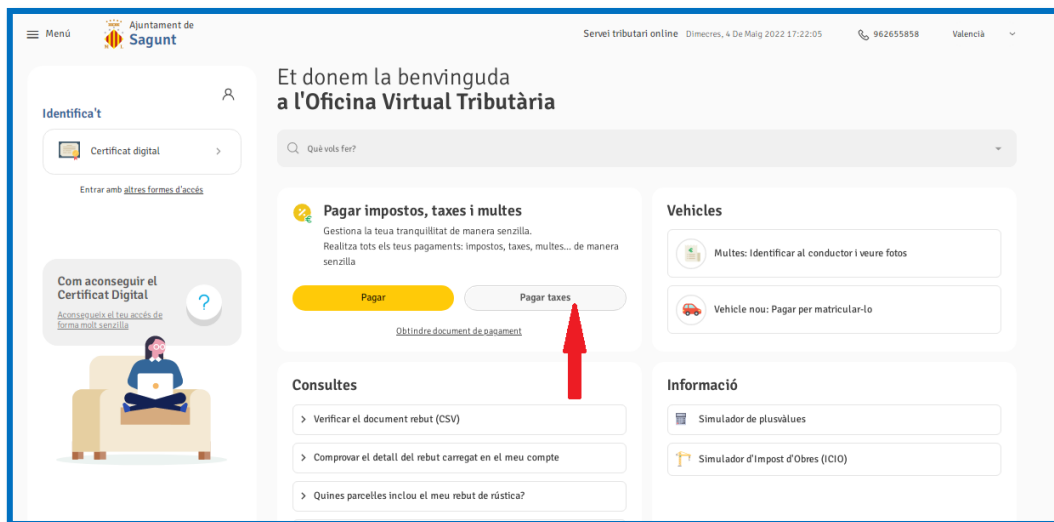 Menú
Ajuntament de
Sagunt
Servei tributari online Dimecres, 4 De Maig 2022 17:22:05
962655858
Valencià
Identifica't
Certificat digital
Entrar amb altres formes d'accés
Com aconseguir el
Certificat Digital
Aconsegueix el teu accés de
forma molt senzilla
?
Et donem la benvinguda
a l'Oficina Virtual Tributària
Què vols fer?
Pagar impostos, taxes i multes
Gestiona la teua tranquil·litat de manera senzilla.
Realitza tots els teus pagaments: impostos, taxes, multes... de manera
senzilla
Pagar
Pagar taxes
Obtindre document de pagament
Vehicles
Multes: Identificar al conductor i veure fotos
Vehicle nou: Pagar per matricular-lo
Consultes
Verificar el document rebut (CSV)
Comprovar el detall del rebut carregat en el meu compte
Quines parcel·les inclou el meu rebut de rústica?
Informació
Simulador de plusvàlues
Simulador d'Impost d'Obres (ICIO)